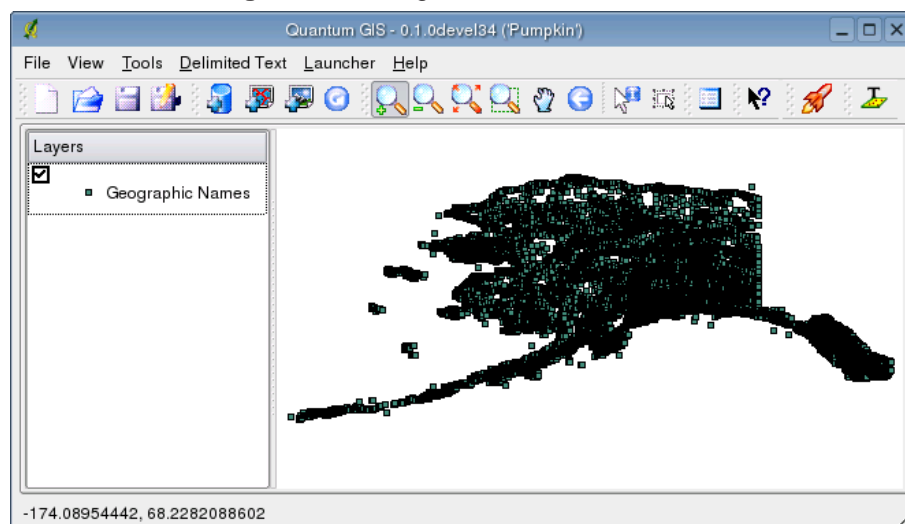 Quantum GIS - 0.1.0devel34 ('Pumpkin')
File View Tools Delimited Text Launcher Help
Layers
Geographic Names
-174.08954442, 68.2282088602